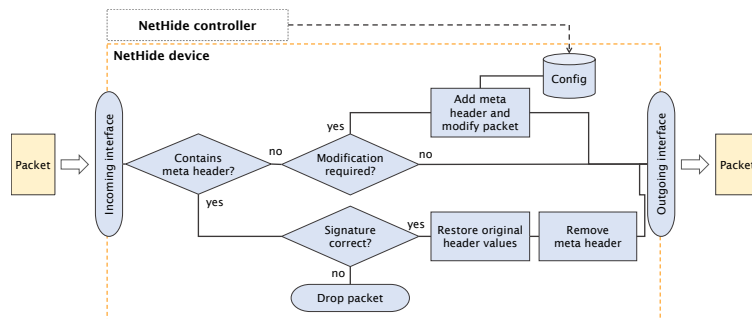 NetHide controller
NetHide device
Config
Packet
Incoming interface
Contains
meta header?
no
yes
Modification
required?
yes
no
Add meta
header and
modify packet
Signature
correct?
yes
no
Restore original
header values
Remove
meta header
Drop packet
Outgoing interface
Packet